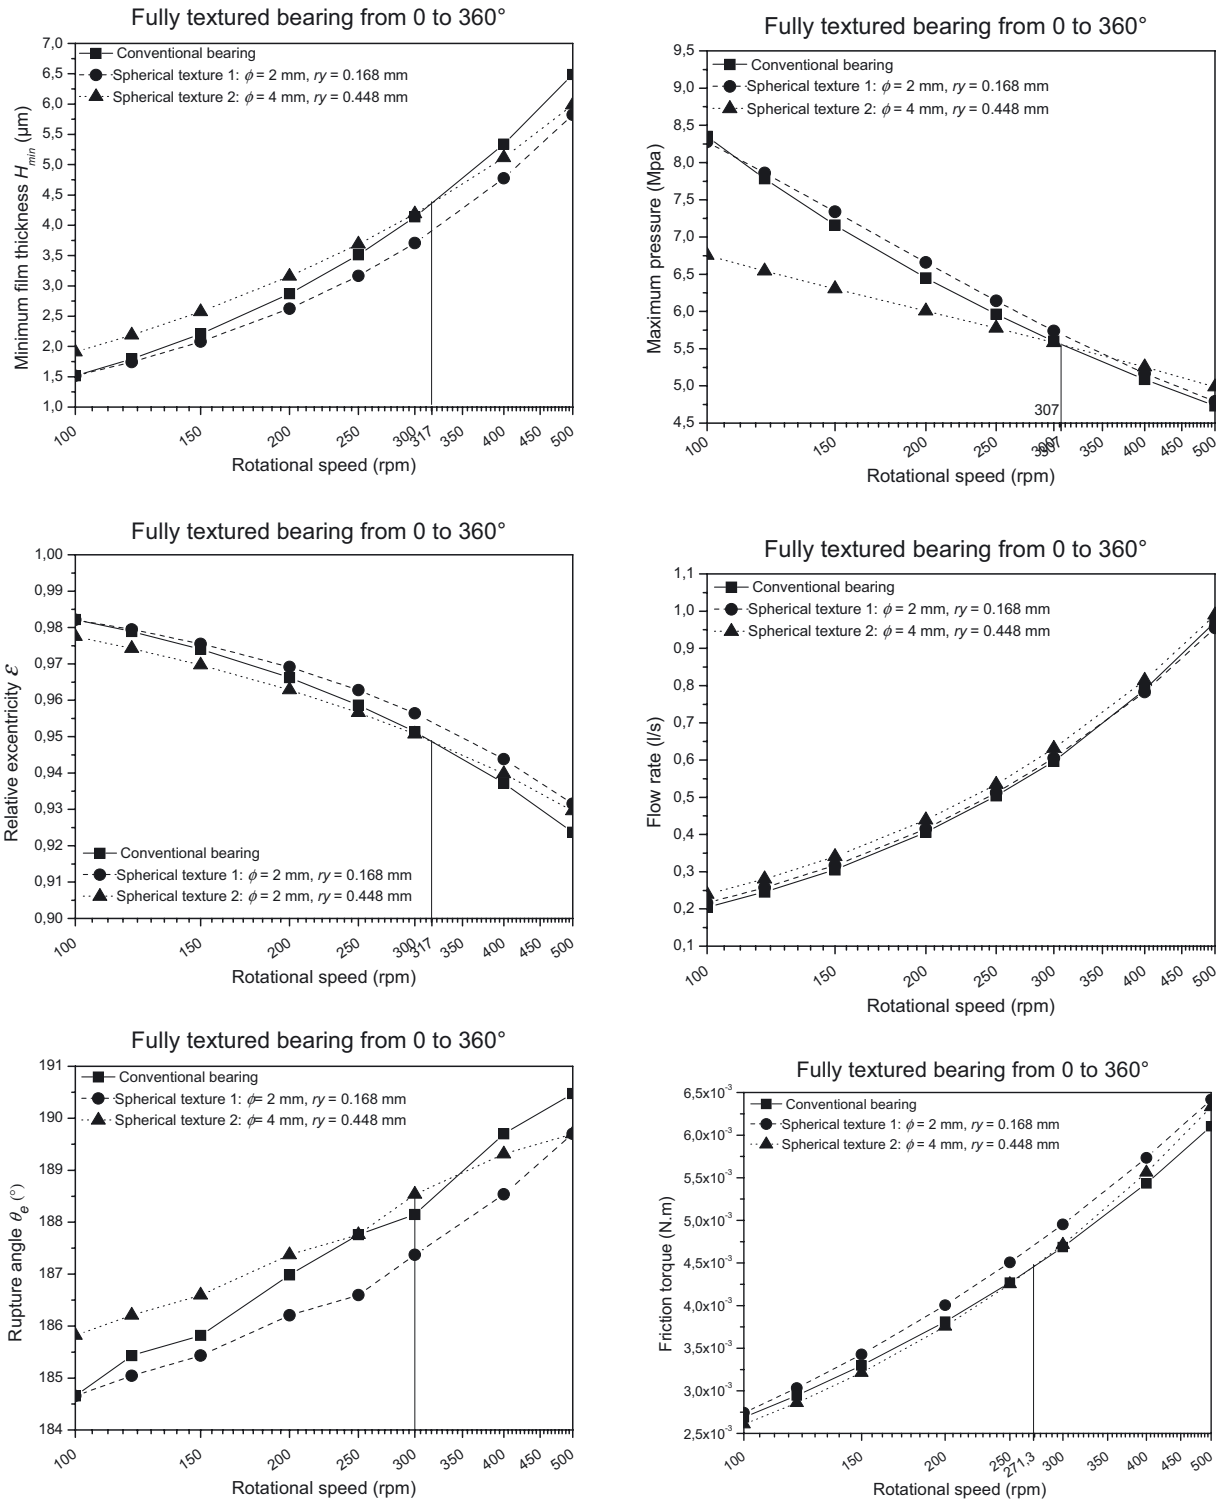 Fully textured bearing from 0 to 360°
7,0
6,5
6,0
5,5
5,0
4,5
4,0
3,5
3,0
2,5
2,0
1,5
1,0
Minimum film thickness Hmin (μm)
Conventional bearing
Spherical texture 1: ϕ = 2 mm, ry = 0.168 mm
Spherical texture 2: ϕ = 4 mm, ry = 0.448 mm
100 150 200 250 300 317 350 400 450 500
Rotational speed (rpm)
Fully textured bearing from 0 to 360°
9,5
9,0
8,5
8,0
7,5
7,0
6,5
6,0
5,5
5,0
4,5
Maximum pressure (Mpa)
Conventional bearing
Spherical texture 1: ϕ = 2 mm, ry = 0.168 mm
Spherical texture 2: ϕ = 4 mm, ry = 0.448 mm
307
100 150 200 250 300 307 350 400 450 500
Rotational speed (rpm)
Fully textured bearing from 0 to 360°
1,00
0,99
0,98
0,97
0,96
0,95
0,94
0,93
0,92
0,91
0,90
Relative excentricity ℰ
Conventional bearing
Spherical texture 1: ϕ = 2 mm, ry = 0.168 mm
Spherical texture 2: ϕ = 2 mm, ry = 0.448 mm
100 150 200 250 300 317 350 400 450 500
Rotational speed (rpm)
Fully textured bearing from 0 to 360°
1,1
1,0
0,9
0,8
0,7
0,6
0,5
0,4
0,3
0,2
0,1
Flow rate (l/s)
Conventional bearing
Spherical texture 1: ϕ = 2 mm, ry = 0.168 mm
Spherical texture 2: ϕ = 4 mm, ry = 0.448 mm
100 150 200 250 300 350 400 450 500
Rotational speed (rpm)
Fully textured bearing from 0 to 360°
191
190
189
188
187
186
185
184
Rupture angle θe (°)
Conventional bearing
Spherical texture 1: ϕ= 2 mm, ry = 0.168 mm
Spherical texture 2: ϕ= 4 mm, ry = 0.448 mm
100 150 200 250 300 350 400 450 500
Rotational speed (rpm)
Fully textured bearing from 0 to 360°
6,5x10⁻³
6,0x10⁻³
5,5x10⁻³
5,0x10⁻³
4,5x10⁻³
4,0x10⁻³
3,5x10⁻³
3,0x10⁻³
2,5x10⁻³
Friction torque (N.m)
Conventional bearing
Spherical texture 1: ϕ = 2 mm, ry = 0.168 mm
Spherical texture 2: ϕ = 4 mm, ry = 0.448 mm
100 150 200 250 271,3 300 350 400 450 500
Rotational speed (rpm)